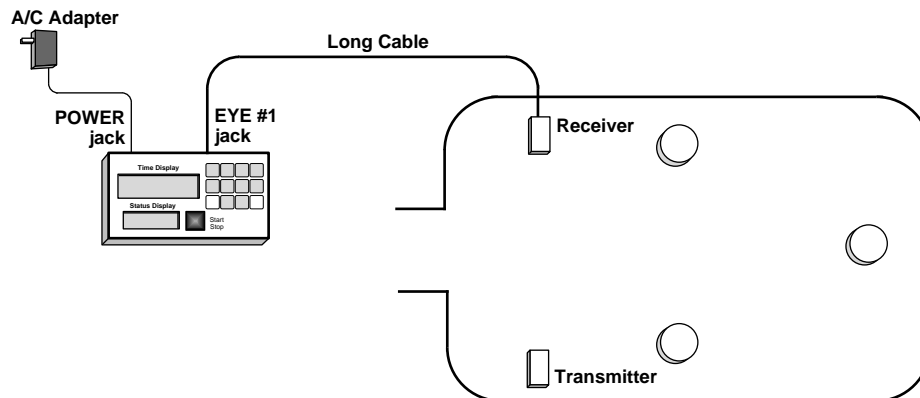 A/C Adapter
Long Cable
POWER
jack
EYE #1
jack
Receiver
Time Display
Status Display
Start
Stop
Transmitter